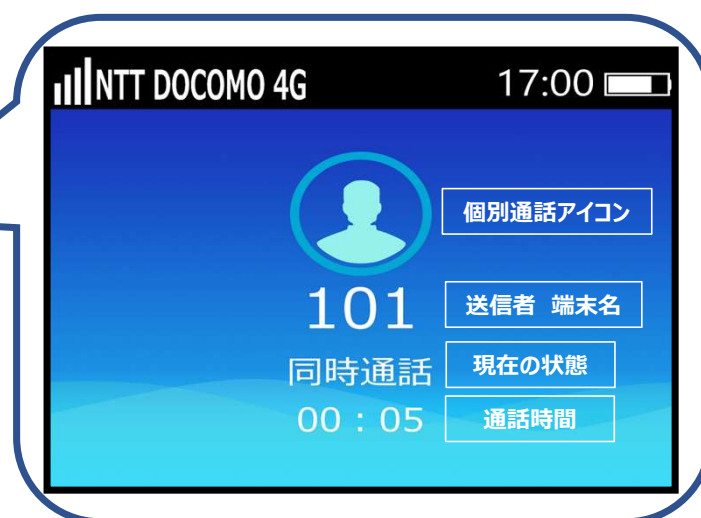 NTT DOCOMO 4G 17:00
個別通話アイコン
101 送信者 端末名
同時通話 現在の状態
00：05 通話時間